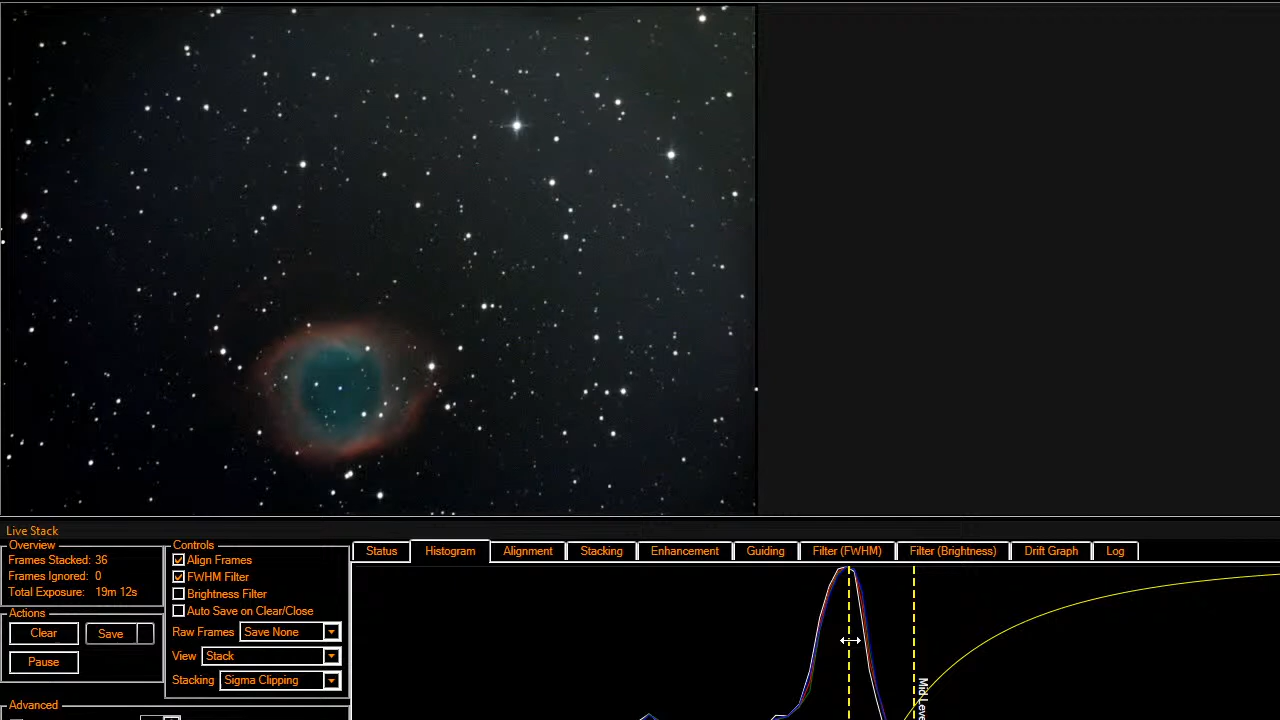 Live Stack
Overview
Frames Stacked: 36
Frames Ignored: 0
Total Exposure: 19m 12s
Actions
Clear
Save
Pause
Controls
Align Frames
FWHM Filter
Brightness Filter
Auto Save on Clear/Close
Raw Frames Save None
View Stack
Stacking Sigma Clipping
Advanced
Status Histogram Alignment Stacking Enhancement Guiding Filter (FWHM) Filter (Brightness) Drift Graph Log
Mid Leve